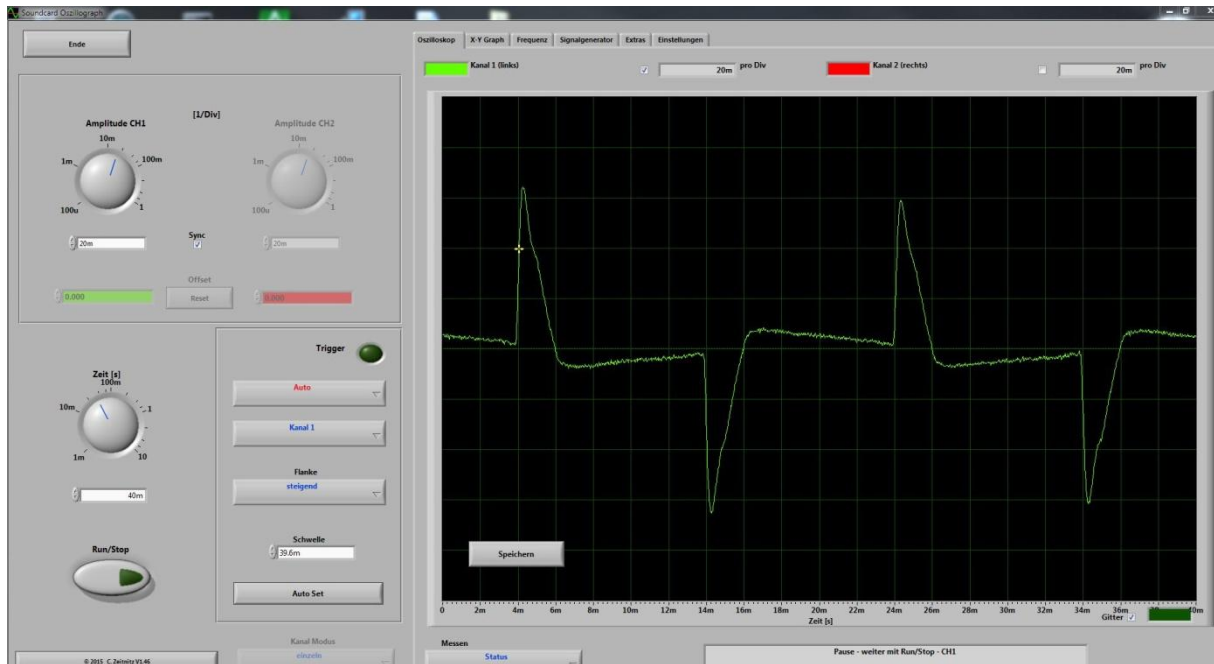 Soundcard Oszillograph
Ende
Oszilloskop X-Y Graph Frequenz Signalgenerator Extras Einstellungen
Kanal 1 (links) 20m pro Div Kanal 2 (rechts) 20m pro Div
[1/Div]
Amplitude CH1 Amplitude CH2
10m 10m
1m 100m 1m 100m
100u 1 100u 1
Sync
20m 20m
Offset
0.000 Reset 0.000
Trigger
Zeit [s]
100m
10m .1
1m 10
40m
Auto
Kanal 1
Flanke
steigend
Schwelle
39.6m
Auto Set
Run/Stop
Speichern
0 2m 4m 6m 8m 10m 12m 14m 16m 18m 20m 22m 24m 26m 28m 30m 32m 34m 36m 40m
Zeit [s]
Gitter
Kanal Modus
einzeln
Messen
Status
Pause - weiter mit Run/Stop - CH1
© 2015 C. Zeitnitz V1.46